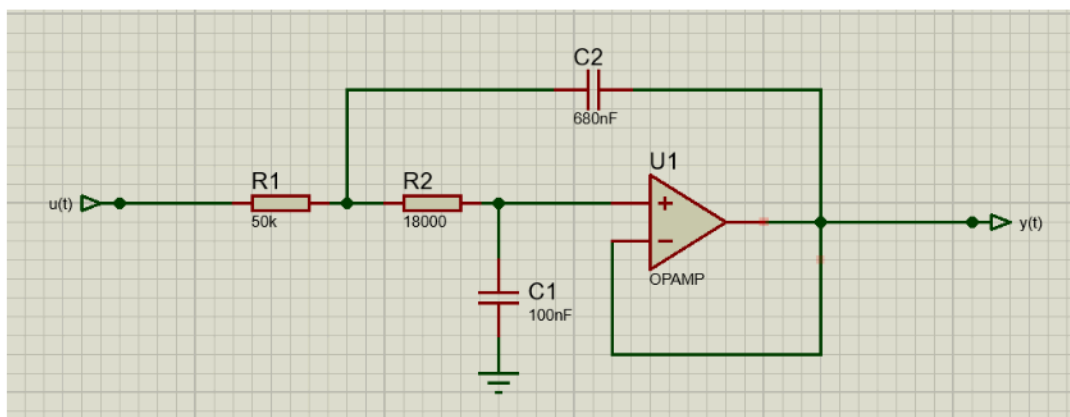 C2
680nF
U1
R1
R2
u(t)
+
y(t)
50k
18000
−
OPAMP
C1
100nF